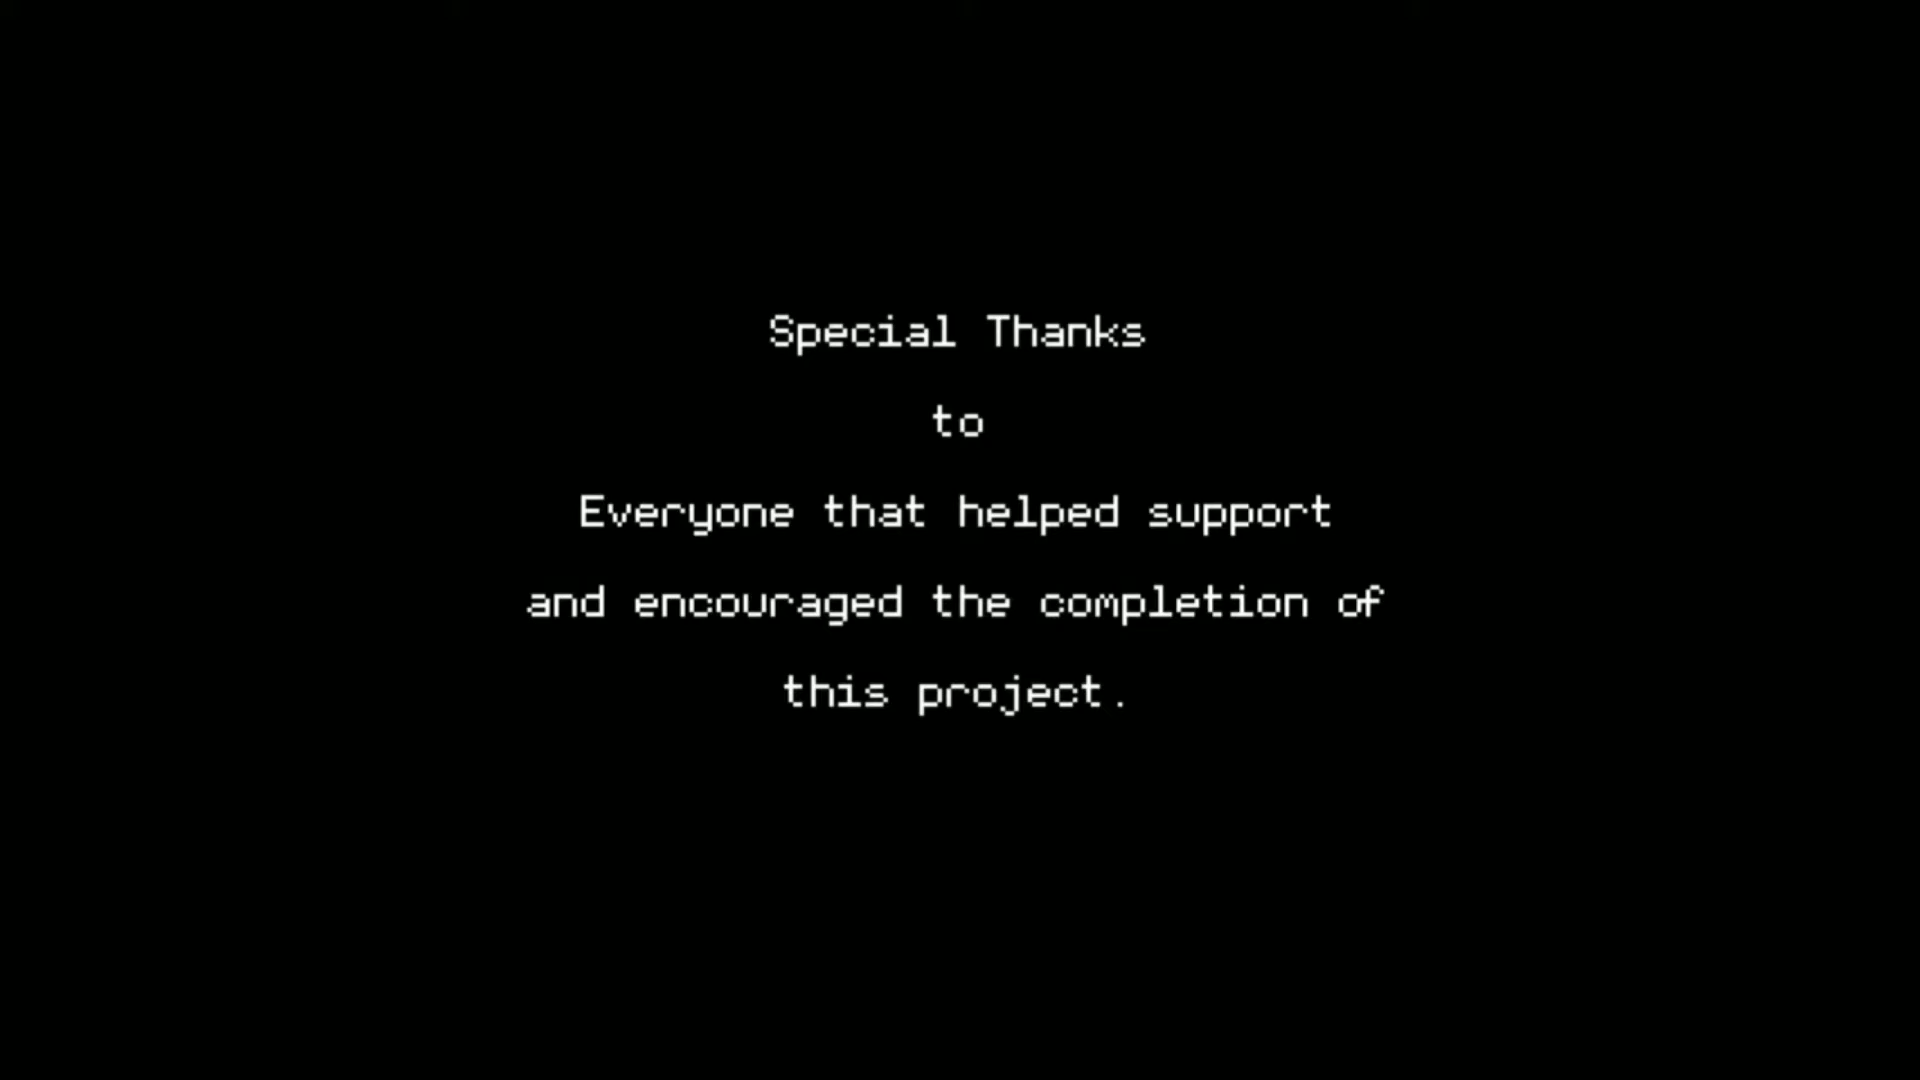 Special Thanks
to
Everyone that helped support
and encouraged the completion of
this project.